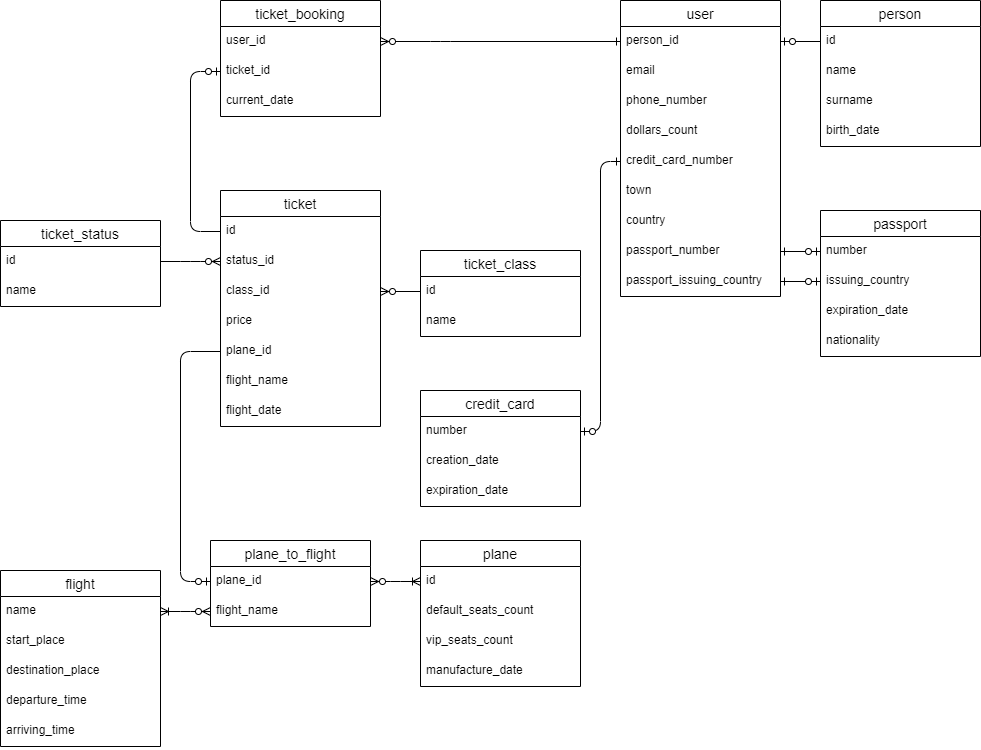 ticket_booking
user_id
ticket_id
current_date
user
person_id
email
phone_number
dollars_count
credit_card_number
town
country
passport_number
passport_issuing_country
person
id
name
surname
birth_date
ticket_status
id
name
ticket
id
status_id
class_id
price
plane_id
flight_name
flight_date
ticket_class
id
name
passport
number
issuing_country
expiration_date
nationality
credit_card
number
creation_date
expiration_date
flight
name
start_place
destination_place
departure_time
arriving_time
plane_to_flight
plane_id
flight_name
plane
id
default_seats_count
vip_seats_count
manufacture_date